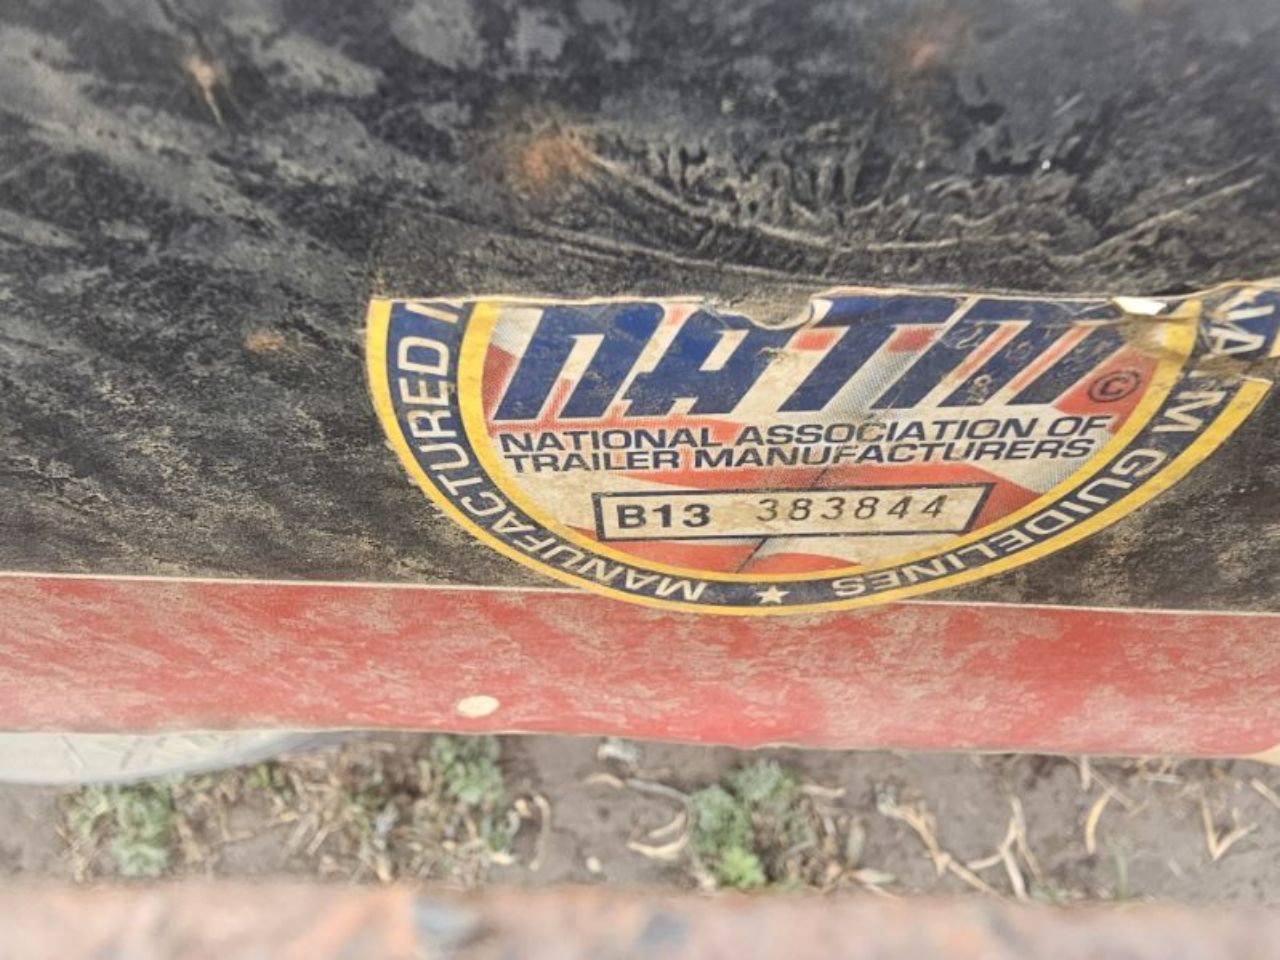 NATM ©
NATIONAL ASSOCIATION OF
TRAILER MANUFACTURERS
B13 383844
MANUFACTURED
M GUIDELINES